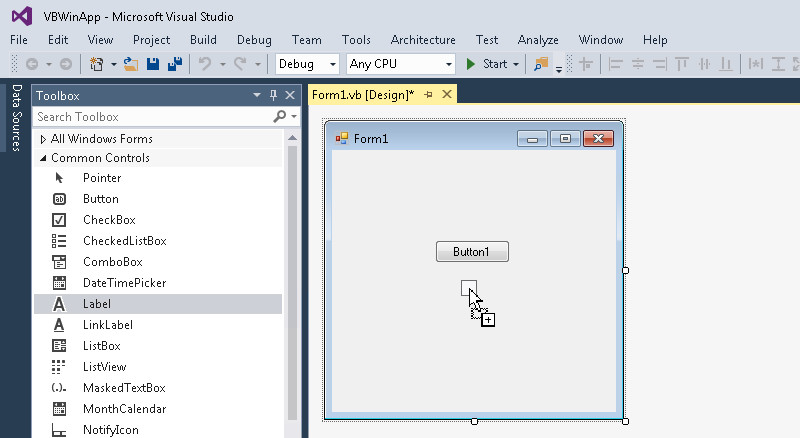 VBWinApp - Microsoft Visual Studio
File Edit View Project Build Debug Team Tools Architecture Test Analyze Window Help
Debug Any CPU Start
Data Sources
Toolbox
Search Toolbox
All Windows Forms
Common Controls
Pointer
Button
CheckBox
CheckedListBox
ComboBox
DateTimePicker
Label
LinkLabel
ListBox
ListView
MaskedTextBox
MonthCalendar
NotifyIcon
Form1.vb [Design]*
Form1
Button1